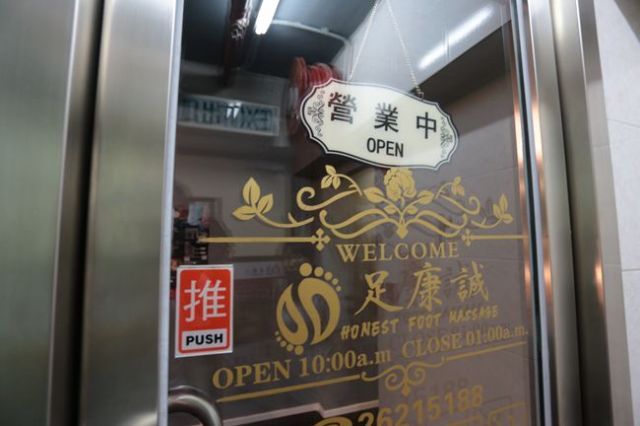 營業中
OPEN
WELCOME
足康誠
HONEST FOOT MASSAGE
推
PUSH
OPEN 10:00a.m CLOSE 01:00a.m.
26215188